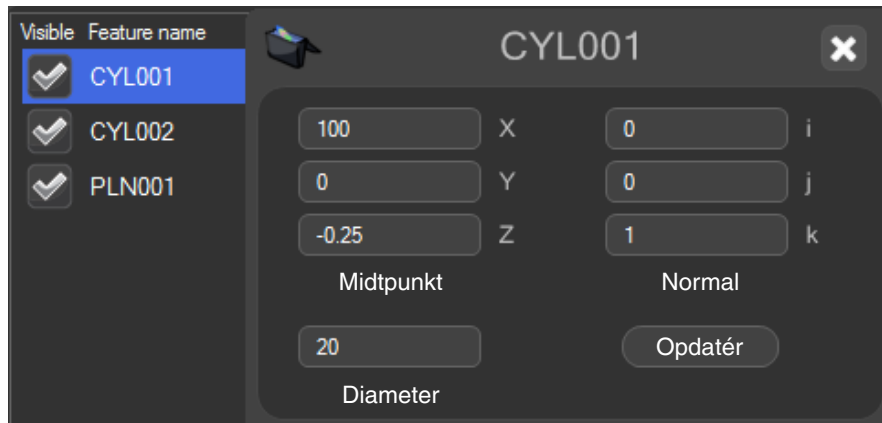 Visible Feature name
CYL001
CYL002
PLN001
CYL001
100 X 0 i
0 Y 0 j
-0.25 Z 1 k
Midtpunkt Normal
20 Opdatér
Diameter